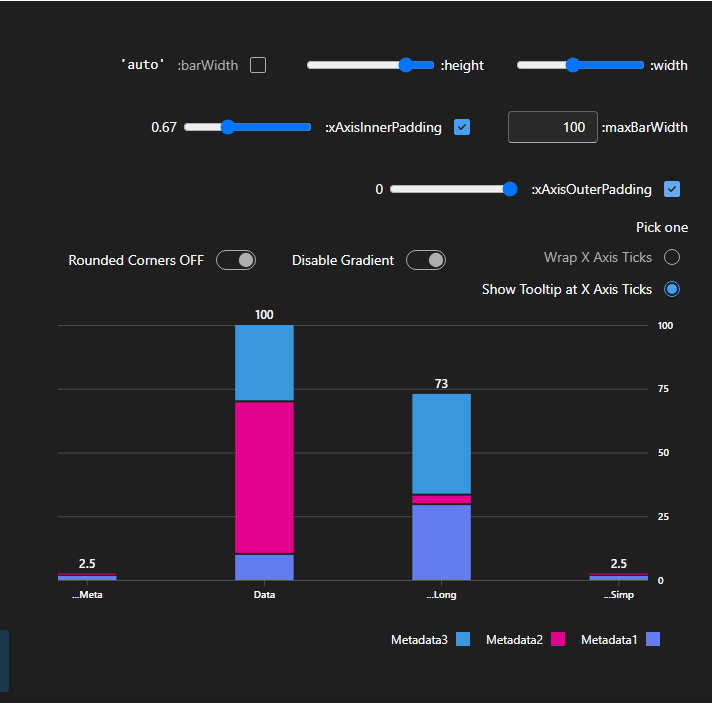 width:
height:
barWidth: 'auto'
maxBarWidth:
100
xAxisInnerPadding:
0.67
xAxisOuterPadding:
0
Pick one
Wrap X Axis Ticks
Show Tooltip at X Axis Ticks
Disable Gradient
Rounded Corners OFF
100
75
50
25
0
2.5
73
100
2.5
Simp...
Long...
Data
Meta...
Metadata1
Metadata2
Metadata3